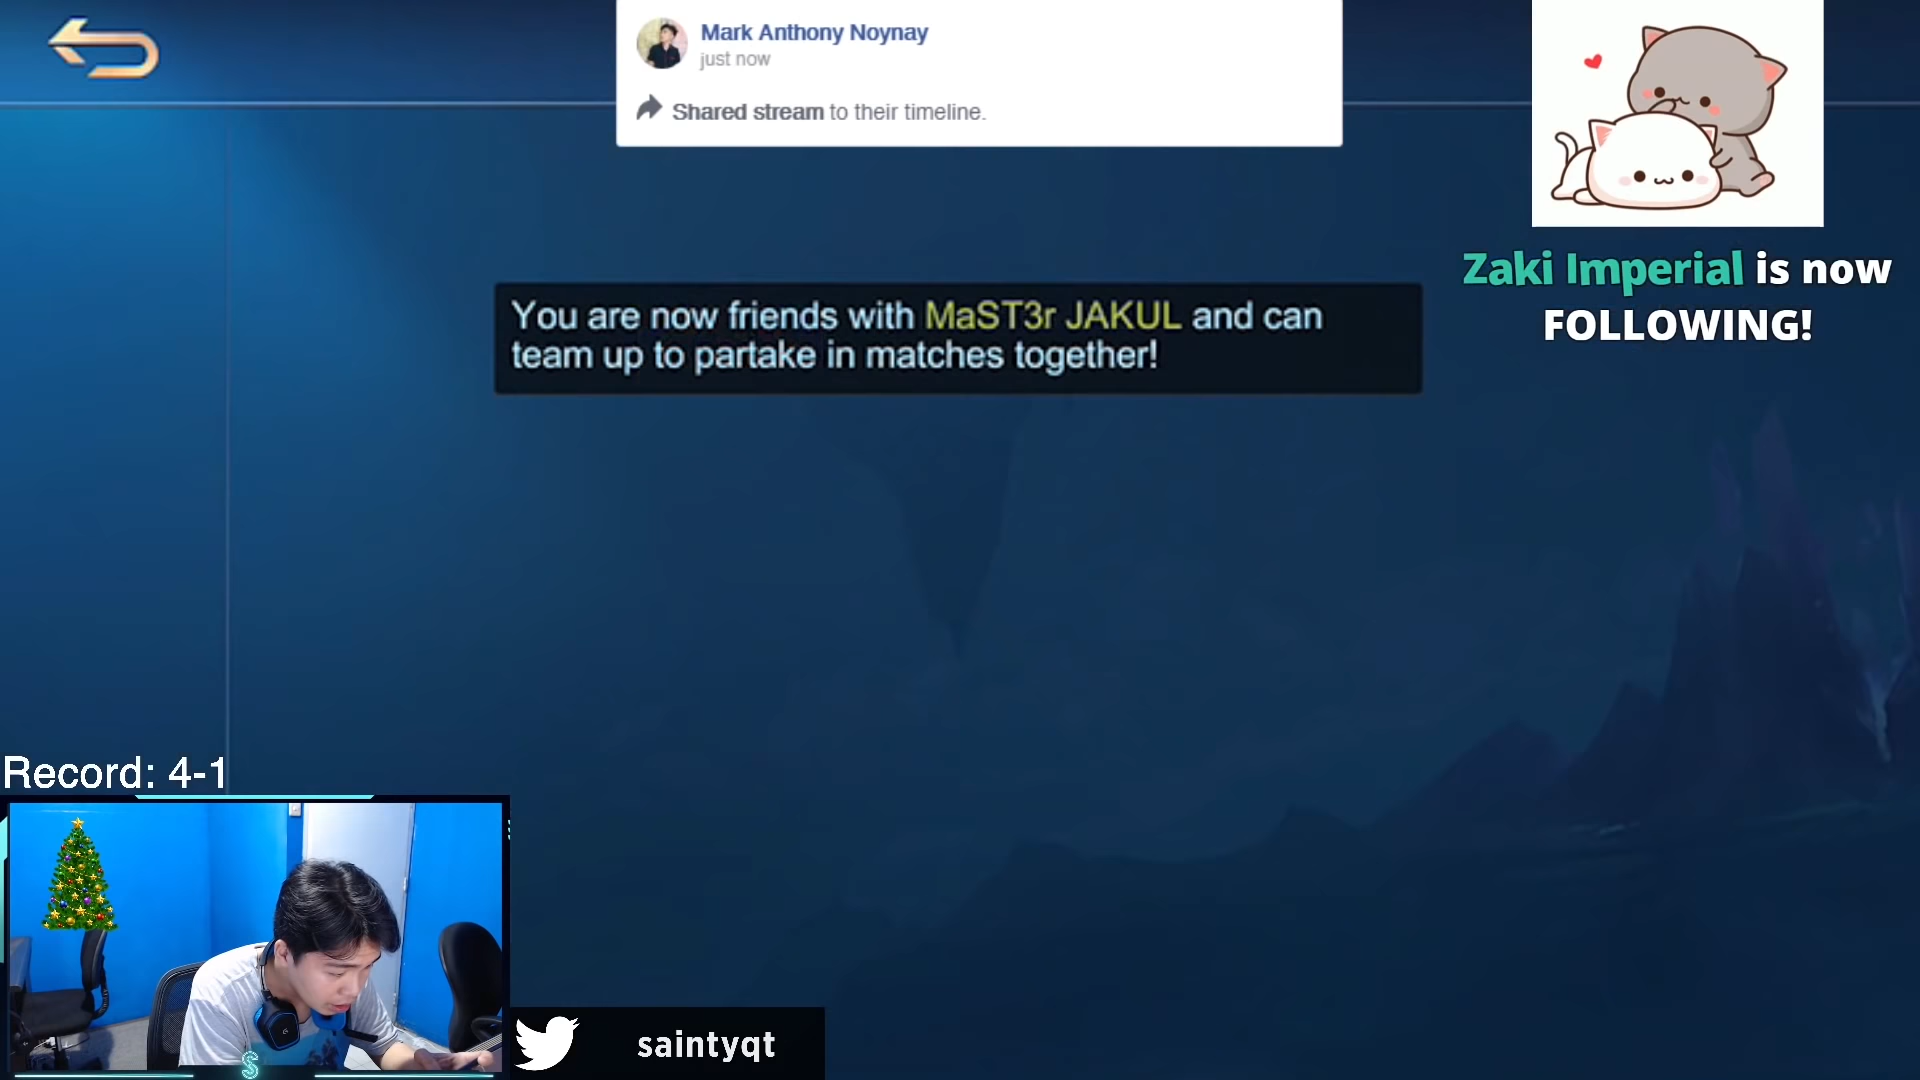 Mark Anthony Noynay
just now
Shared stream to their timeline.
Zaki Imperial is now
FOLLOWING!
You are now friends with MaST3r JAKUL and can
team up to partake in matches together!
Record: 4-1
saintyqt